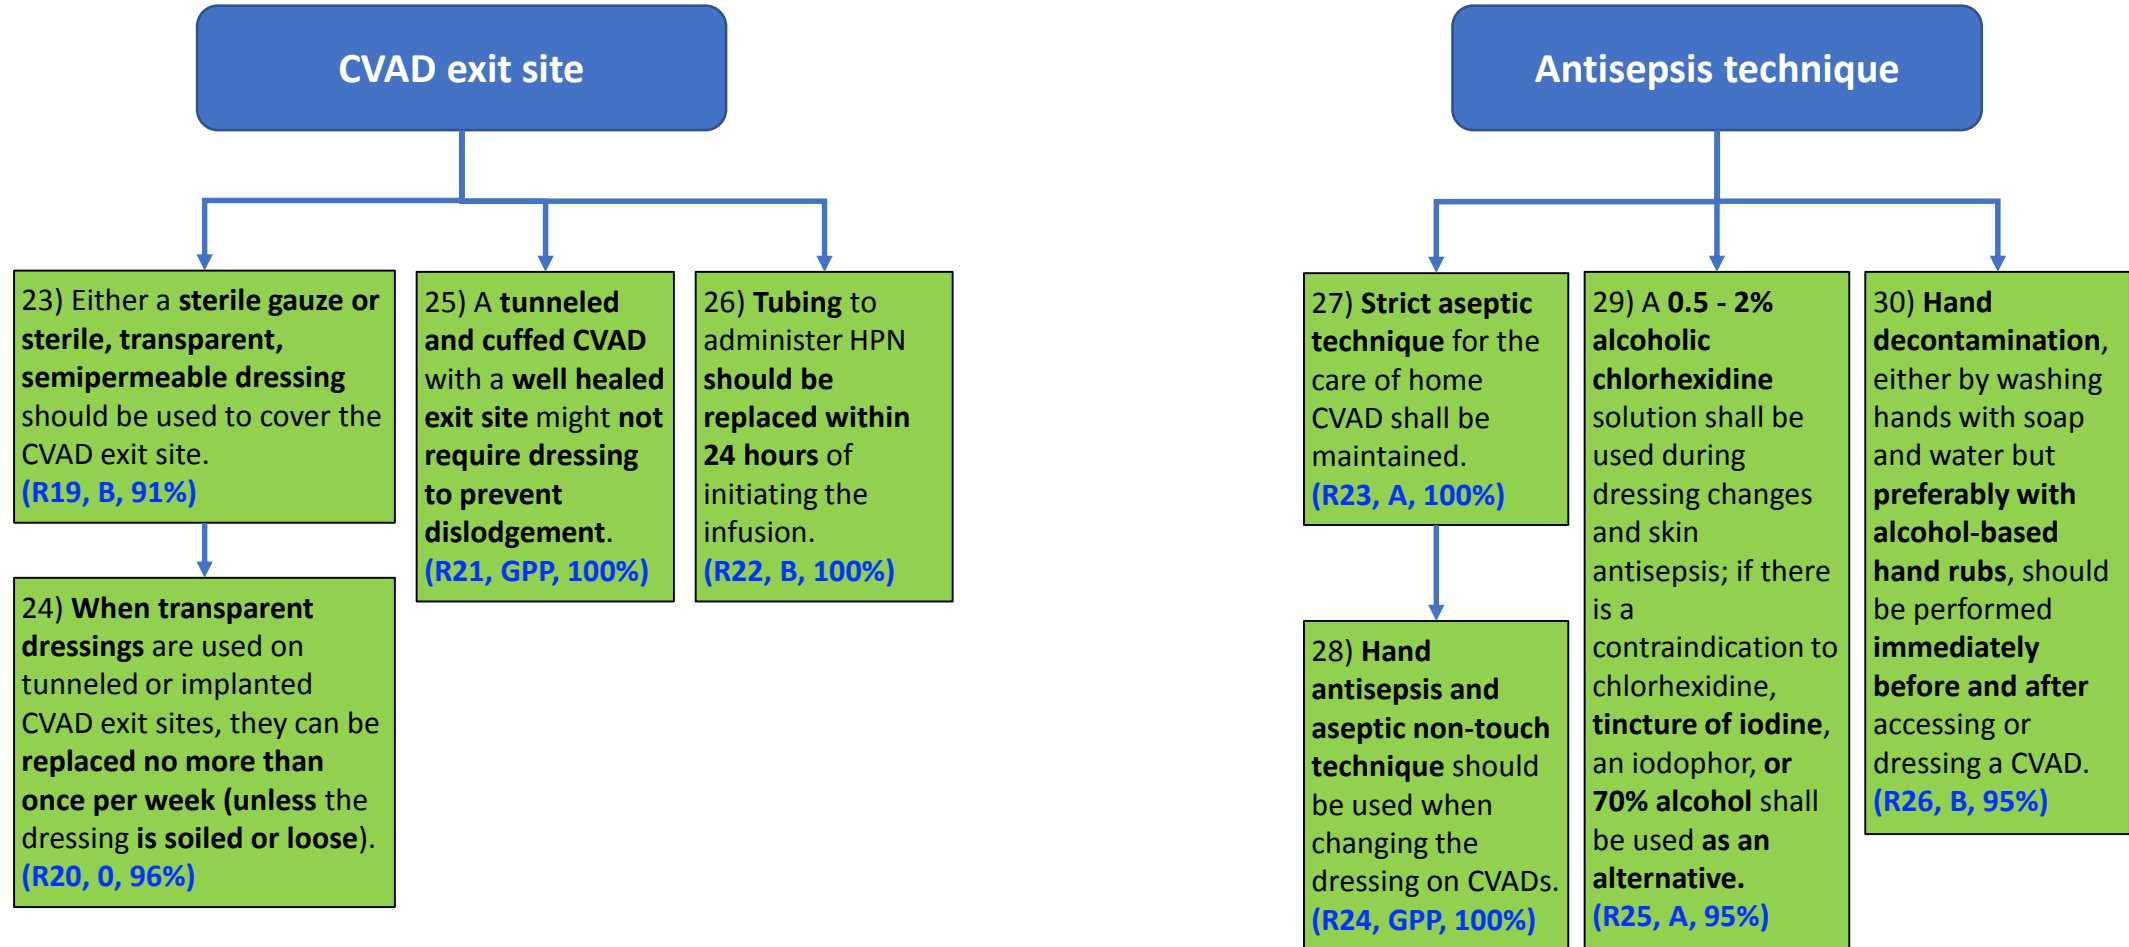 CVAD exit site
23) Either a sterile gauze or
sterile, transparent,
semipermeable dressing
should be used to cover the
CVAD exit site.
(R19, B, 91%)
24) When transparent
dressings are used on
tunneled or implanted
CVAD exit sites, they can be
replaced no more than
once per week (unless the
dressing is soiled or loose).
(R20, 0, 96%)
25) A tunneled
and cuffed CVAD
with a well healed
exit site might not
require dressing
to prevent
dislodgement.
(R21, GPP, 100%)
26) Tubing to
administer HPN
should be
replaced within
24 hours of
initiating the
infusion.
(R22, B, 100%)
Antisepsis technique
27) Strict aseptic
technique for the
care of home
CVAD shall be
maintained.
(R23, A, 100%)
28) Hand
antisepsis and
aseptic non-touch
technique should
be used when
changing the
dressing on CVADs.
(R24, GPP, 100%)
29) A 0.5 - 2%
alcoholic
chlorhexidine
solution shall be
used during
dressing changes
and skin
antisepsis; if there
is a
contraindication to
chlorhexidine,
tincture of iodine,
an iodophor, or
70% alcohol shall
be used as an
alternative.
(R25, A, 95%)
30) Hand
decontamination,
either by washing
hands with soap
and water but
preferably with
alcohol-based
hand rubs, should
be performed
immediately
before and after
accessing or
dressing a CVAD.
(R26, B, 95%)